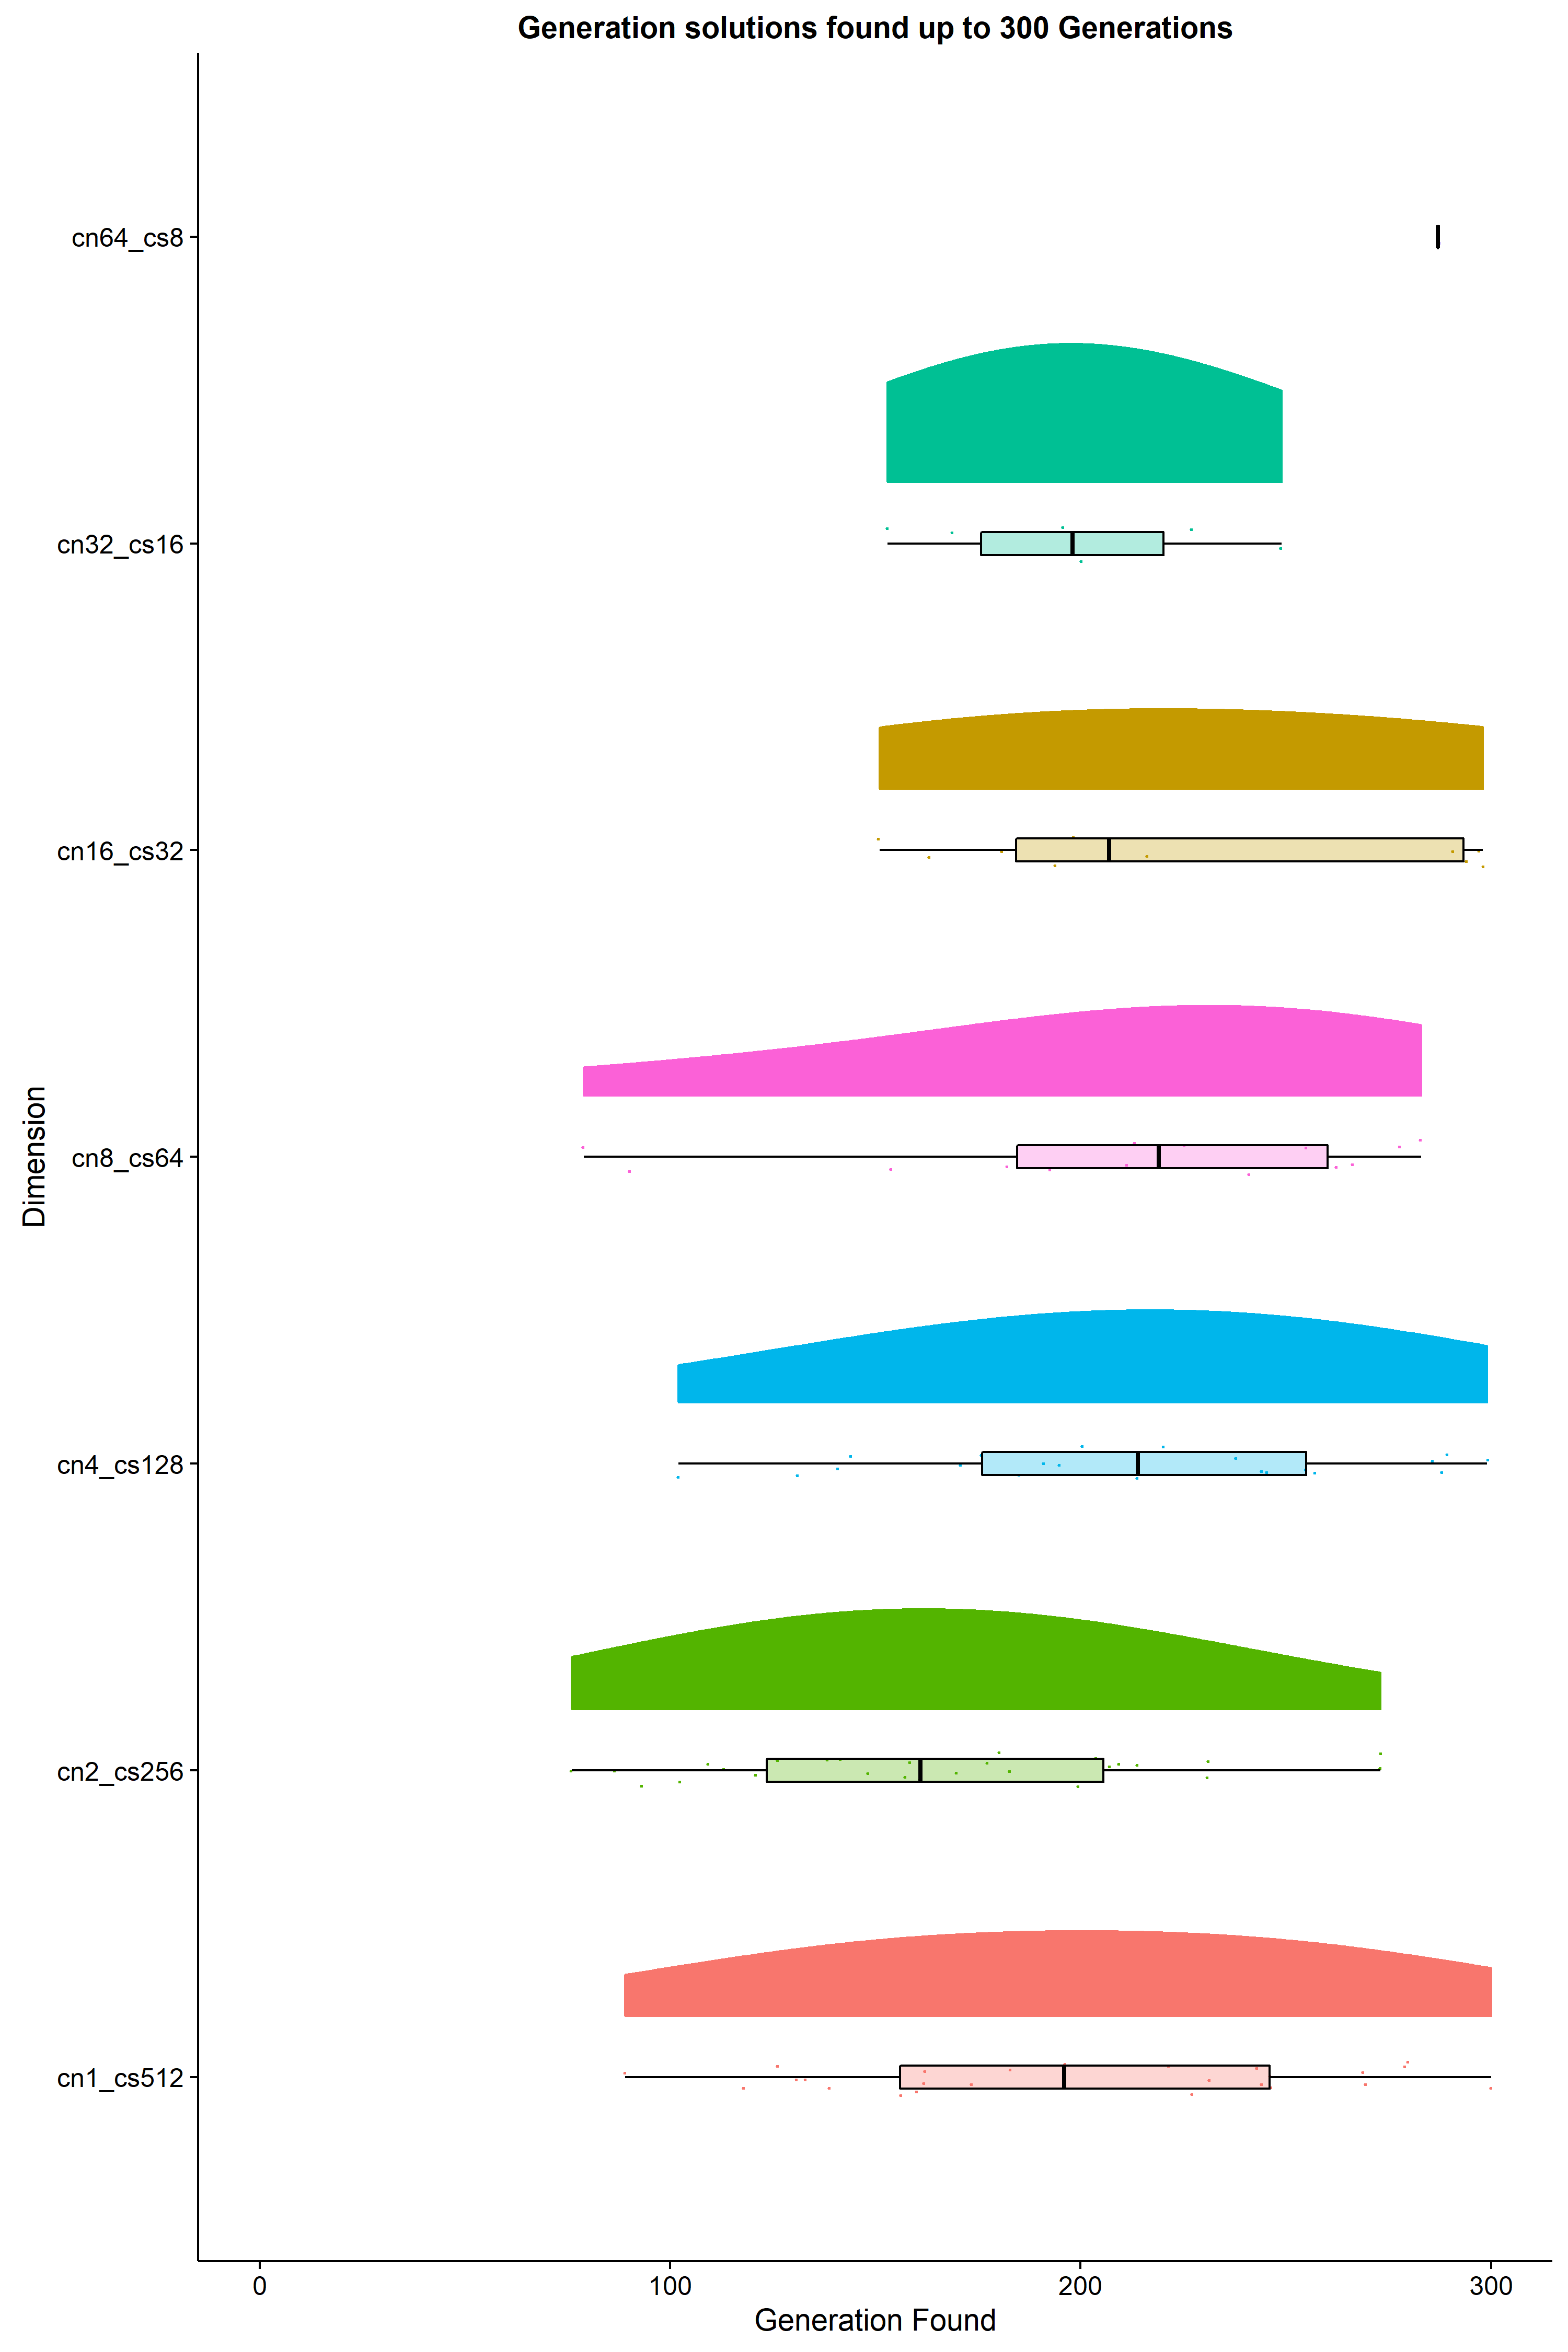 Generation solutions found up to 300 Generations
cn64_cs8
cn32_cs16
cn16_cs32
cn8_cs64
Dimension
cn4_cs128
cn2_cs256
cn1_cs512
0 100 200 300
Generation Found